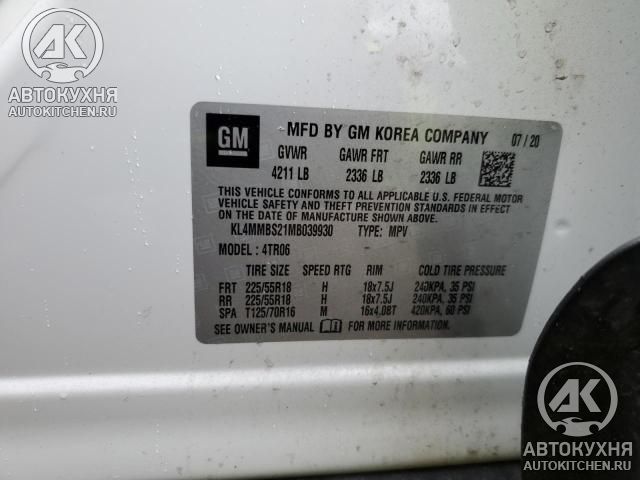 АК
АВТОКУХНЯ
AUTOKITCHEN.RU
GM
MFD BY GM KOREA COMPANY 07 / 20
GVWR GAWR FRT GAWR RR
4211 LB 2336 LB 2336 LB
THIS VEHICLE CONFORMS TO ALL APPLICABLE U.S. FEDERAL MOTOR
VEHICLE SAFETY AND THEFT PREVENTION STANDARDS IN EFFECT
ON THE DATE OF MANUFACTURE SHOWN ABOVE.
KL4MMBS21MB039930 TYPE: MPV
MODEL : 4TR06
TIRE SIZE SPEED RTG RIM COLD TIRE PRESSURE
FRT 225/55R18 H 18x7.5J 240KPA, 35 PSI
RR 225/55R18 H 18x7.5J 240KPA, 35 PSI
SPA T125/70R16 M 16x4.08T 420KPA, 60 PSI
SEE OWNER'S MANUAL FOR MORE INFORMATION.
АК
АВТОКУХНЯ
AUTOKITCHEN.RU